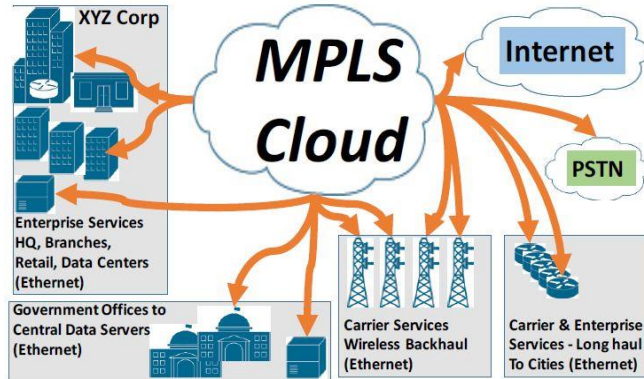 XYZ Corp
MPLS
Cloud
Internet
PSTN
Enterprise Services
HQ, Branches,
Retail, Data Centers
(Ethernet)
Government Offices to
Central Data Servers
(Ethernet)
Carrier Services
Wireless Backhaul
(Ethernet)
Carrier & Enterprise
Services - Long haul
To Cities (Ethernet)